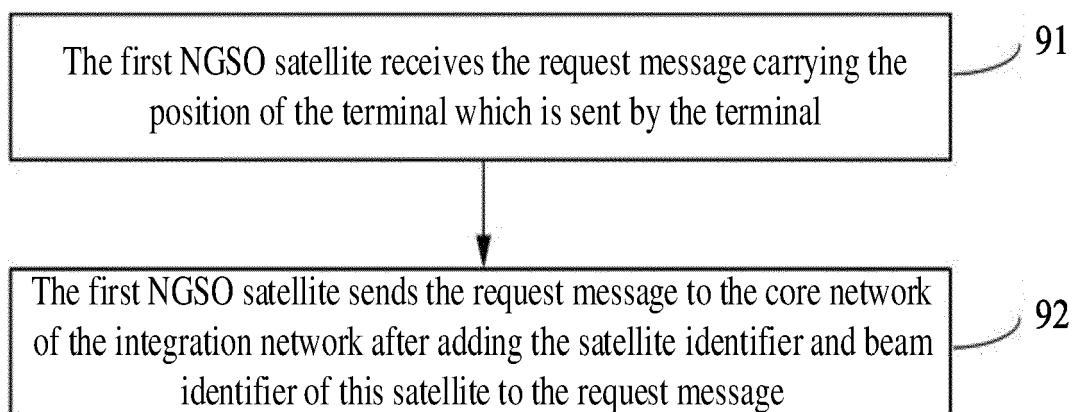 The first NGSO satellite receives the request message carrying the
position of the terminal which is sent by the terminal
91
The first NGSO satellite sends the request message to the core network
of the integration network after adding the satellite identifier and beam
identifier of this satellite to the request message
92